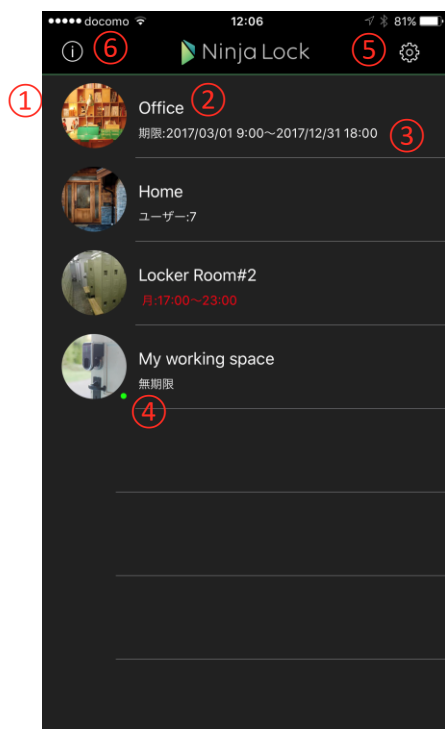 ●●●●● docomo 12:06 81%
⑥ Ninja Lock ⑤
①
Office ②
期限:2017/03/01 9:00～2017/12/31 18:00 ③
Home
ユーザー:7
Locker Room#2
月:17:00～23:00
My working space
無期限
④